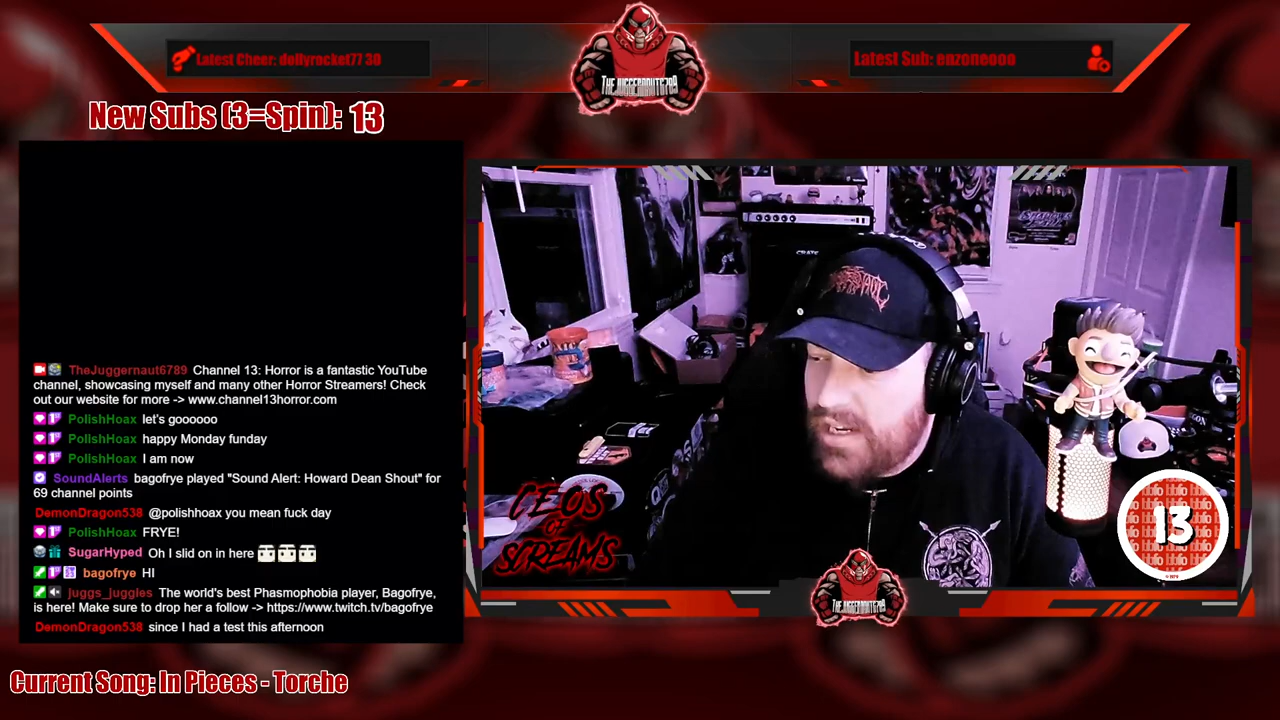 Latest Cheer: dollyrocket77 30
THEJUGGERNAUT6789
Latest Sub: enzoneooo
New Subs (3=Spin): 13
TheJuggernaut6789 Channel 13: Horror is a fantastic YouTube
channel, showcasing myself and many other Horror Streamers! Check
out our website for more -> www.channel13horror.com
PolishHoax let's goooooo
PolishHoax happy Monday funday
PolishHoax I am now
SoundAlerts bagofrye played "Sound Alert: Howard Dean Shout" for
69 channel points
DemonDragon538 @polishhoax you mean fuck day
PolishHoax FRYE!
SugarHyped Oh I slid on in here
bagofrye HI
juggs_juggles The world's best Phasmophobia player, Bagofrye,
is here! Make sure to drop her a follow -> https://www.twitch.tv/bagofrye
DemonDragon538 since I had a test this afternoon
CEOS
OF
SCREAMS
13
THEJUGGERNAUT6789
Current Song: In Pieces - Torche